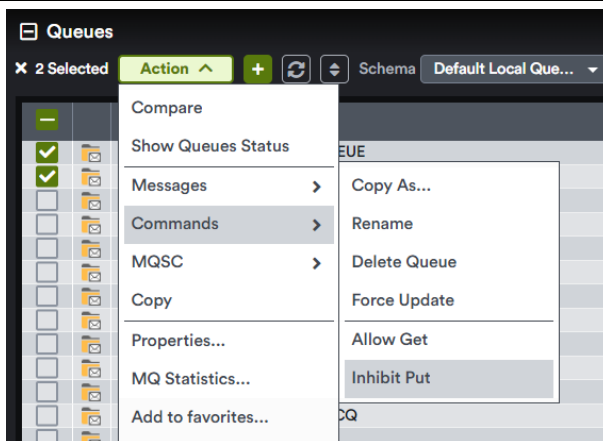 Queues
× 2 Selected Action + Schema Default Local Que...
Compare
Show Queues Status
EUE
Messages
Copy As...
Commands
Rename
MQSC
Delete Queue
Copy
Force Update
Properties...
Allow Get
MQ Statistics...
Inhibit Put
Add to favorites...
CQ